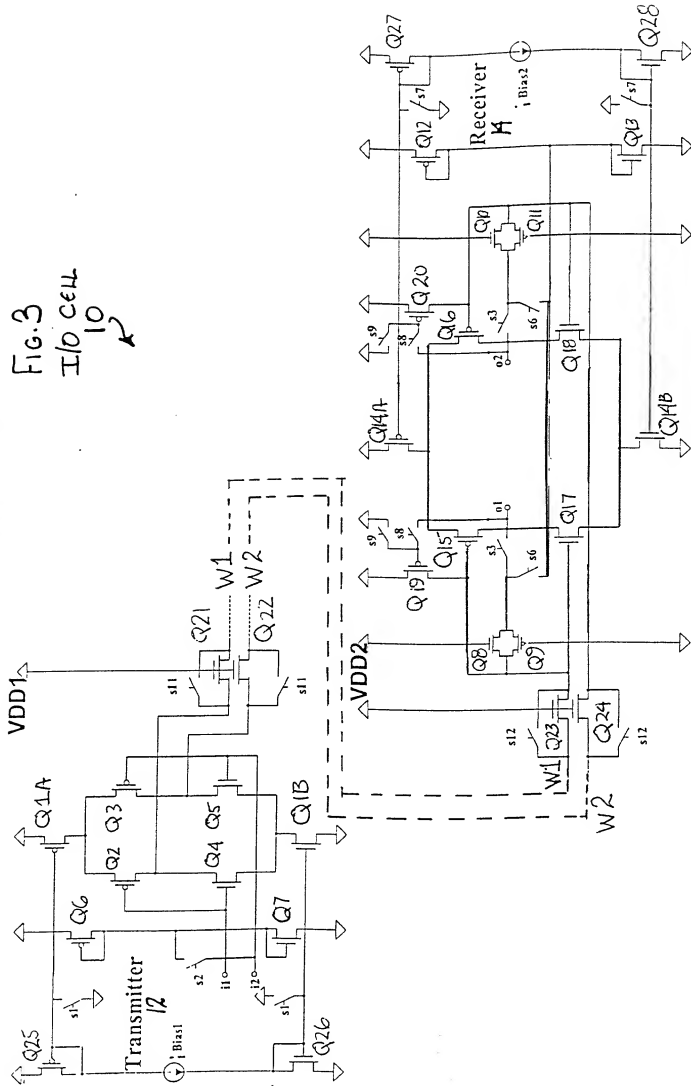 FIG. 3
I/O CELL
10
VDD1
Q25
Q6
Q1A
Q2
Q3
Q21
s11
W1
W2
Q22
s11
s1
Transmitter
12
s2
i1
i2
i Bias1
s1
Q4
Q5
Q7
Q26
Q1B
VDD2
Q27
Q12
s7
Q14A
s9
s8
Q20
Q16
Q19
s9
s8
Q15
o1
s3
s6
o2
s3
s6
Q8
Q9
Q10
Q11
Receiver
14
i Bias2
s7
Q13
Q28
Q17
Q18
Q14B
s12
Q23
Q24
s12
W1
W2